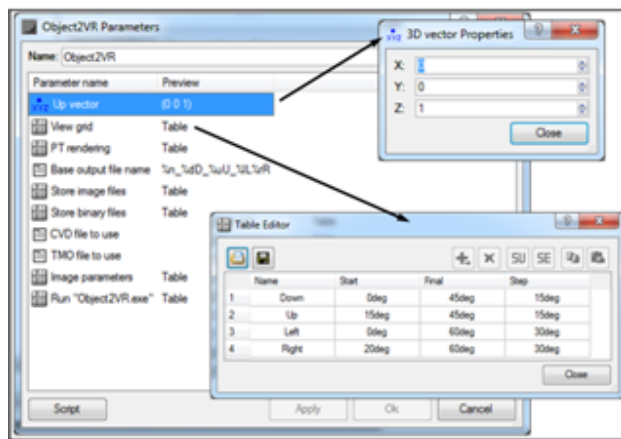 Object2VR Parameters
Name: Object2VR
Parameter name Preview
XYZ Up vector (0 0 1)
View grid Table
PT rendering Table
Base output file name %n_%dD_%uU_%lL%rR
Store image files Table
Store binary files Table
CVD file to use
TMO file to use
Image parameters Table
Run "Object2VR.exe" Table
Script Apply Ok Cancel
XYZ 3D vector Properties
X: 0
Y: 0
Z: 1
Close
Table Editor
SU SE
Name Start Final Step
1 Down 0deg 45deg 15deg
2 Up 15deg 45deg 15deg
3 Left 0deg 60deg 30deg
4 Right 20deg 60deg 30deg
Close